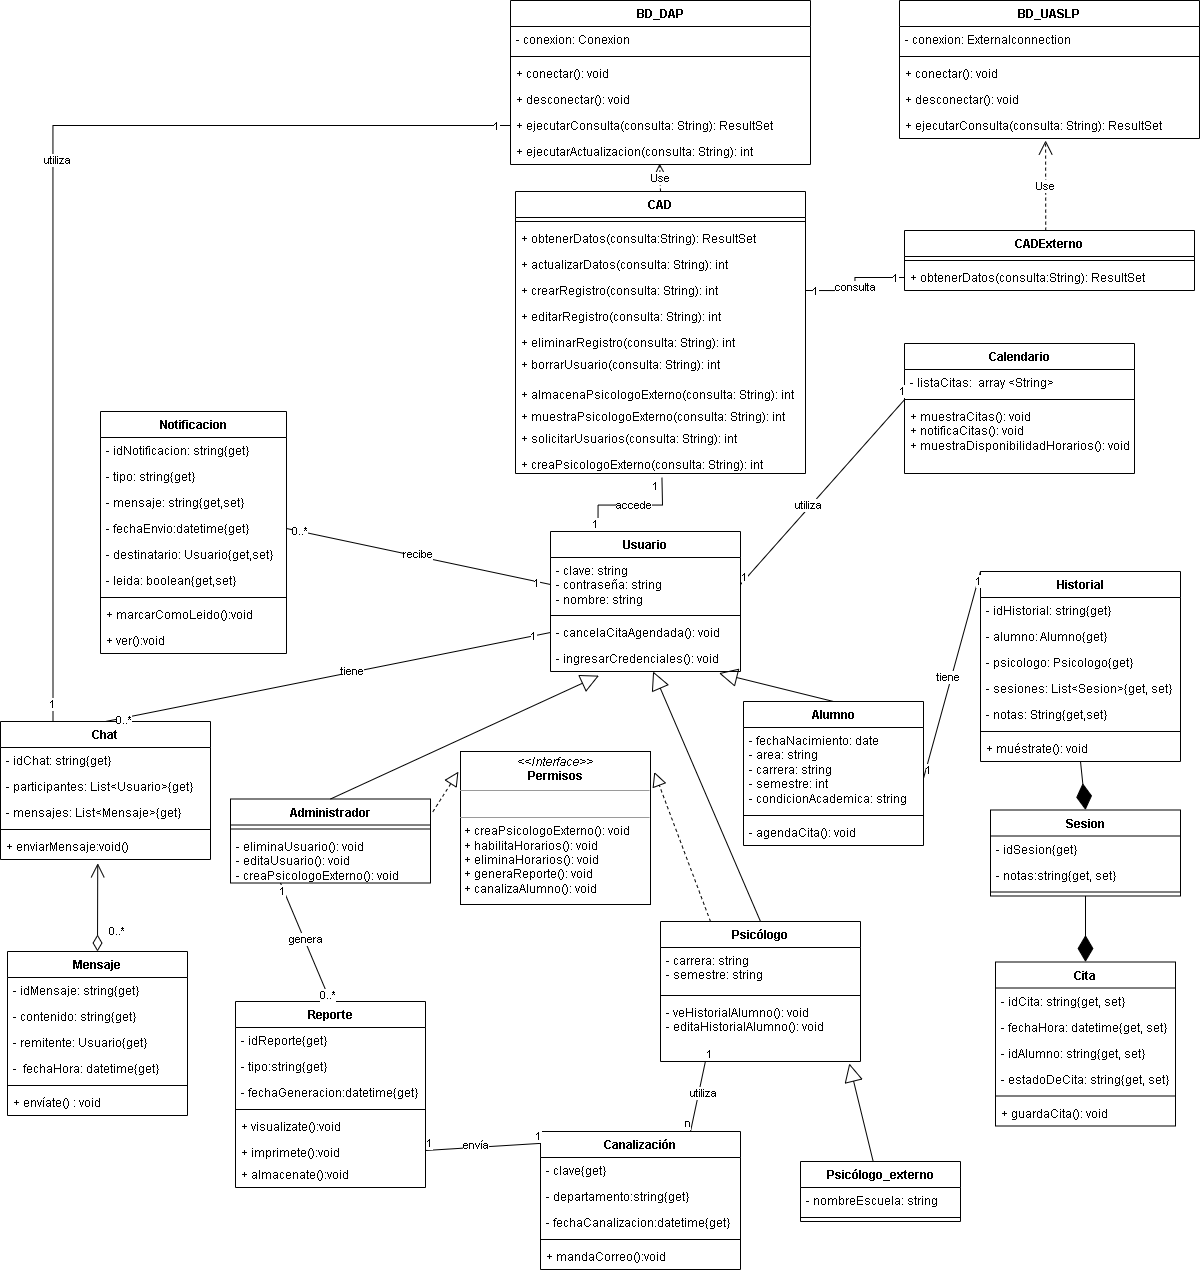 BD_DAP
- conexion: Conexion
+ conectar(): void
+ desconectar(): void
+ ejecutarConsulta(consulta: String): ResultSet
+ ejecutarActualizacion(consulta: String): int
BD_UASLP
- conexion: Externalconnection
+ conectar(): void
+ desconectar(): void
+ ejecutarConsulta(consulta: String): ResultSet
1
utiliza
1
Use
Use
CAD
+ obtenerDatos(consulta:String): ResultSet
+ actualizarDatos(consulta: String): int
+ crearRegistro(consulta: String): int
+ editarRegistro(consulta: String): int
+ eliminarRegistro(consulta: String): int
+ borrarUsuario(consulta: String): int
+ almacenaPsicologoExterno(consulta: String): int
+ muestraPsicologoExterno(consulta: String): int
+ solicitarUsuarios(consulta: String): int
+ creaPsicologoExterno(consulta: String): int
1
consulta
1
CADExterno
+ obtenerDatos(consulta:String): ResultSet
Calendario
- listaCitas:  array <String>
+ muestraCitas(): void
+ notificaCitas(): void
+ muestraDisponibilidadHorarios(): void
1
utiliza
1
1
accede
1
Notificacion
- idNotificacion: string{get}
- tipo: string{get}
- mensaje: string{get,set}
- fechaEnvio:datetime{get}
- destinatario: Usuario{get,set}
- leida: boolean{get,set}
+ marcarComoLeido():void
+ ver():void
0..*
recibe
1
Usuario
- clave: string
- contraseña: string
- nombre: string
- cancelaCitaAgendada(): void
- ingresarCredenciales(): void
1
tiene
0..*
Historial
- idHistorial: string{get}
- alumno:Alumno{get}
- psicologo: Psicologo{get}
- sesiones: List<Sesion>{get, set}
- notas: String{get,set}
+ muéstrate(): void
1
tiene
1
Alumno
- fechaNacimiento: date
- area: string
- carrera: string
- semestre: int
- condicionAcademica: string
- agendaCita(): void
Chat
- idChat: string{get}
- participantes: List<Usuario>{get}
- mensajes: List<Mensaje>{get}
+ enviarMensaje:void()
<<Interface>>
Permisos
+ creaPsicologoExterno(): void
+ habilitaHorarios(): void
+ eliminaHorarios(): void
+ generaReporte(): void
+ canalizaAlumno(): void
Administrador
- eliminaUsuario(): void
- editaUsuario(): void
- creaPsicologoExterno(): void
1
genera
0..*
Sesion
- idSesion{get}
- notas:string{get, set}
0..*
Mensaje
- idMensaje: string{get}
- contenido: string{get}
- remitente: Usuario{get}
-  fechaHora: datetime{get}
+ envíate() : void
Psicólogo
- carrera: string
- semestre: string
- veHistorialAlumno(): void
- editaHistorialAlumno(): void
Cita
- idCita: string{get, set}
- fechaHora: datetime{get, set}
- idAlumno: string{get, set}
- estadoDeCita: string{get, set}
+ guardaCita(): void
Reporte
- idReporte{get}
- tipo:string{get}
- fechaGeneracion:datetime{get}
+ visualizate():void
+ imprimete():void
+ almacenate():void
1
utiliza
n
1
envía
1
Canalización
- clave{get}
- departamento:string{get}
- fechaCanalizacion:datetime{get}
+ mandaCorreo():void
Psicólogo_externo
- nombreEscuela: string